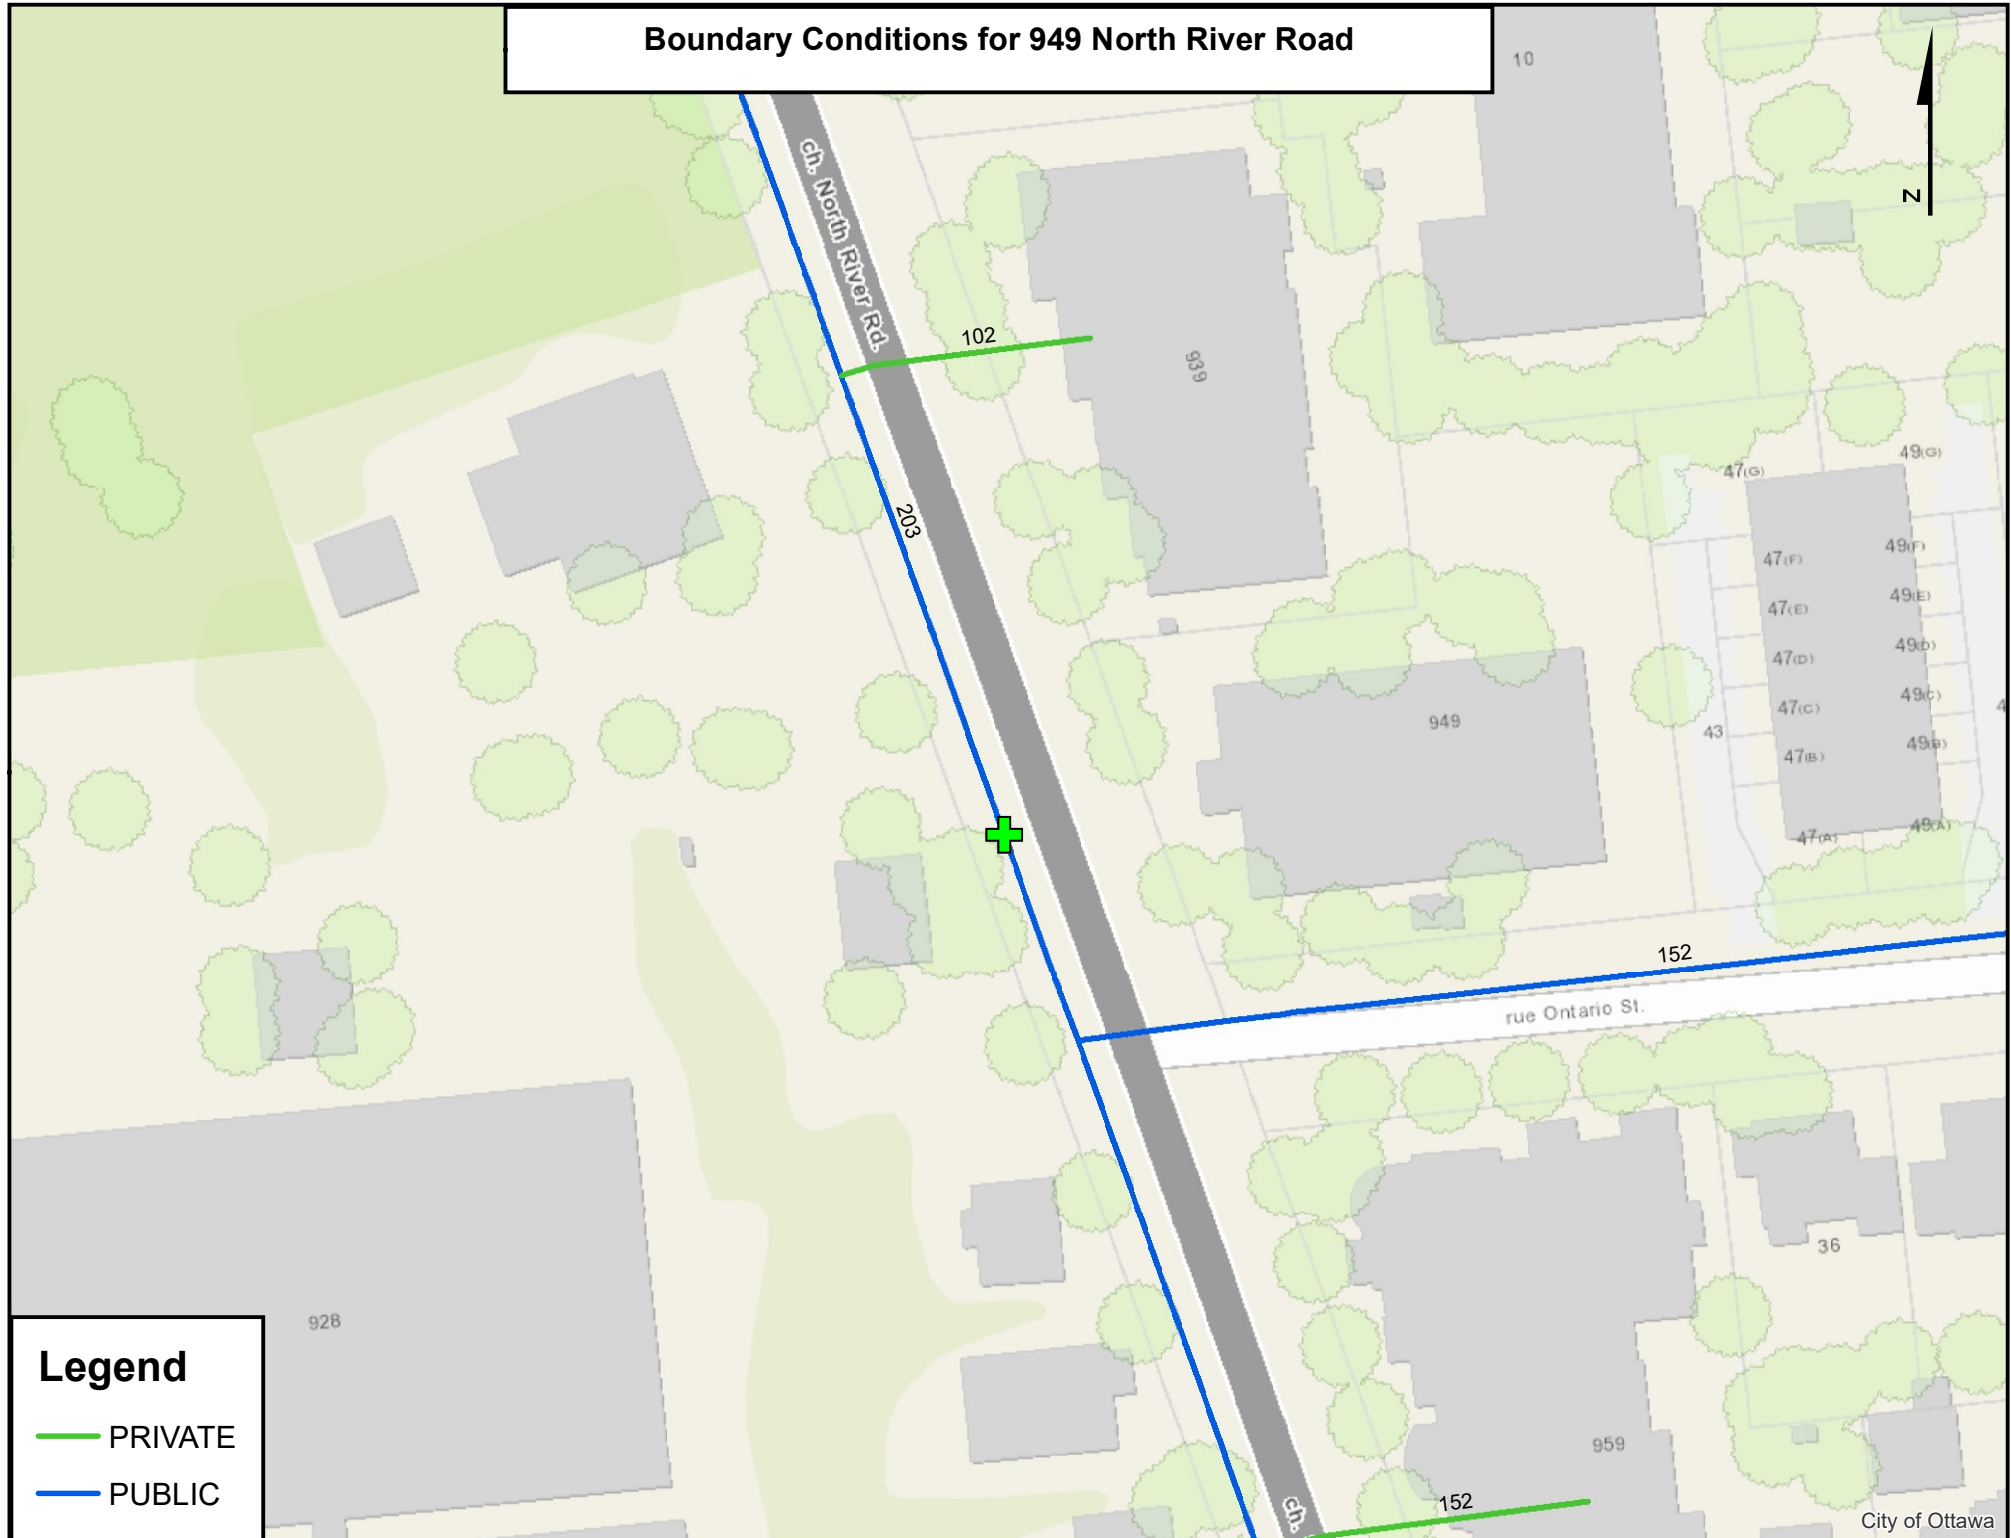 Boundary Conditions for 949 North River Road
10
N
ch. North River Rd.
102
939
203
49(G)
47(G)
49(F)
47(F)
49(E)
47(E)
49(D)
47(D)
49(C)
47(C)
949
43
49(B)
47(B)
49(A)
47(A)
152
rue Ontario St.
36
928
Legend
PRIVATE
PUBLIC
959
152
ch.
City of Ottawa